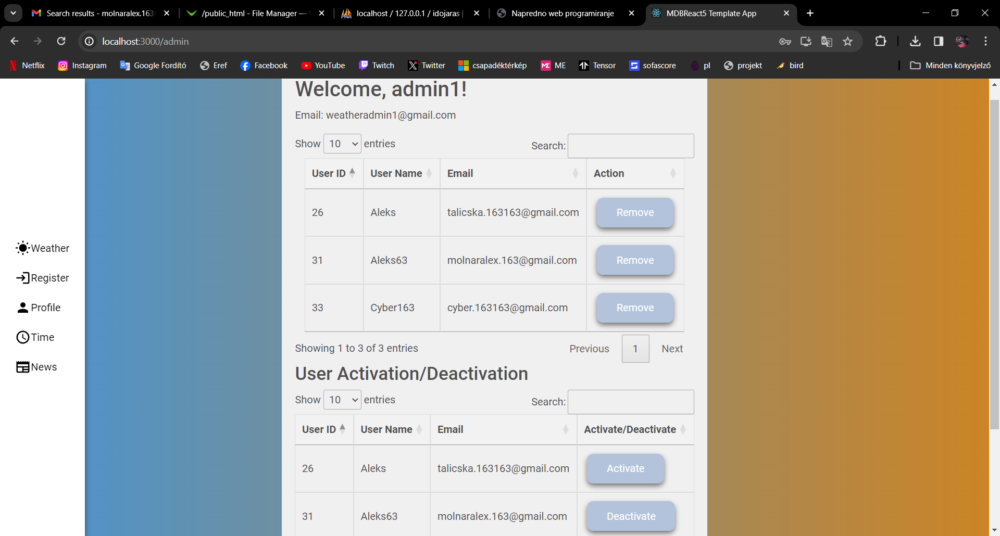 Search results - molnaralex.163
/public_html - File Manager —
localhost / 127.0.0.1 / idojaras |
Napredno web programiranje
MDBReact5 Template App
localhost:3000/admin
Netflix Instagram Google Fordító Eref Facebook YouTube Twitch Twitter csapadéktérkép ME Tensor sofascore pl projekt bird Minden könyvjelző
Weather
Register
Profile
Time
News
Welcome, admin1!
Email: weatheradmin1@gmail.com
Show 10 entries Search:
User ID User Name Email Action
26 Aleks talicska.163163@gmail.com Remove
31 Aleks63 molnaralex.163@gmail.com Remove
33 Cyber163 cyber.163163@gmail.com Remove
Showing 1 to 3 of 3 entries Previous 1 Next
User Activation/Deactivation
Show 10 entries Search:
User ID User Name Email Activate/Deactivate
26 Aleks talicska.163163@gmail.com Activate
31 Aleks63 molnaralex.163@gmail.com Deactivate